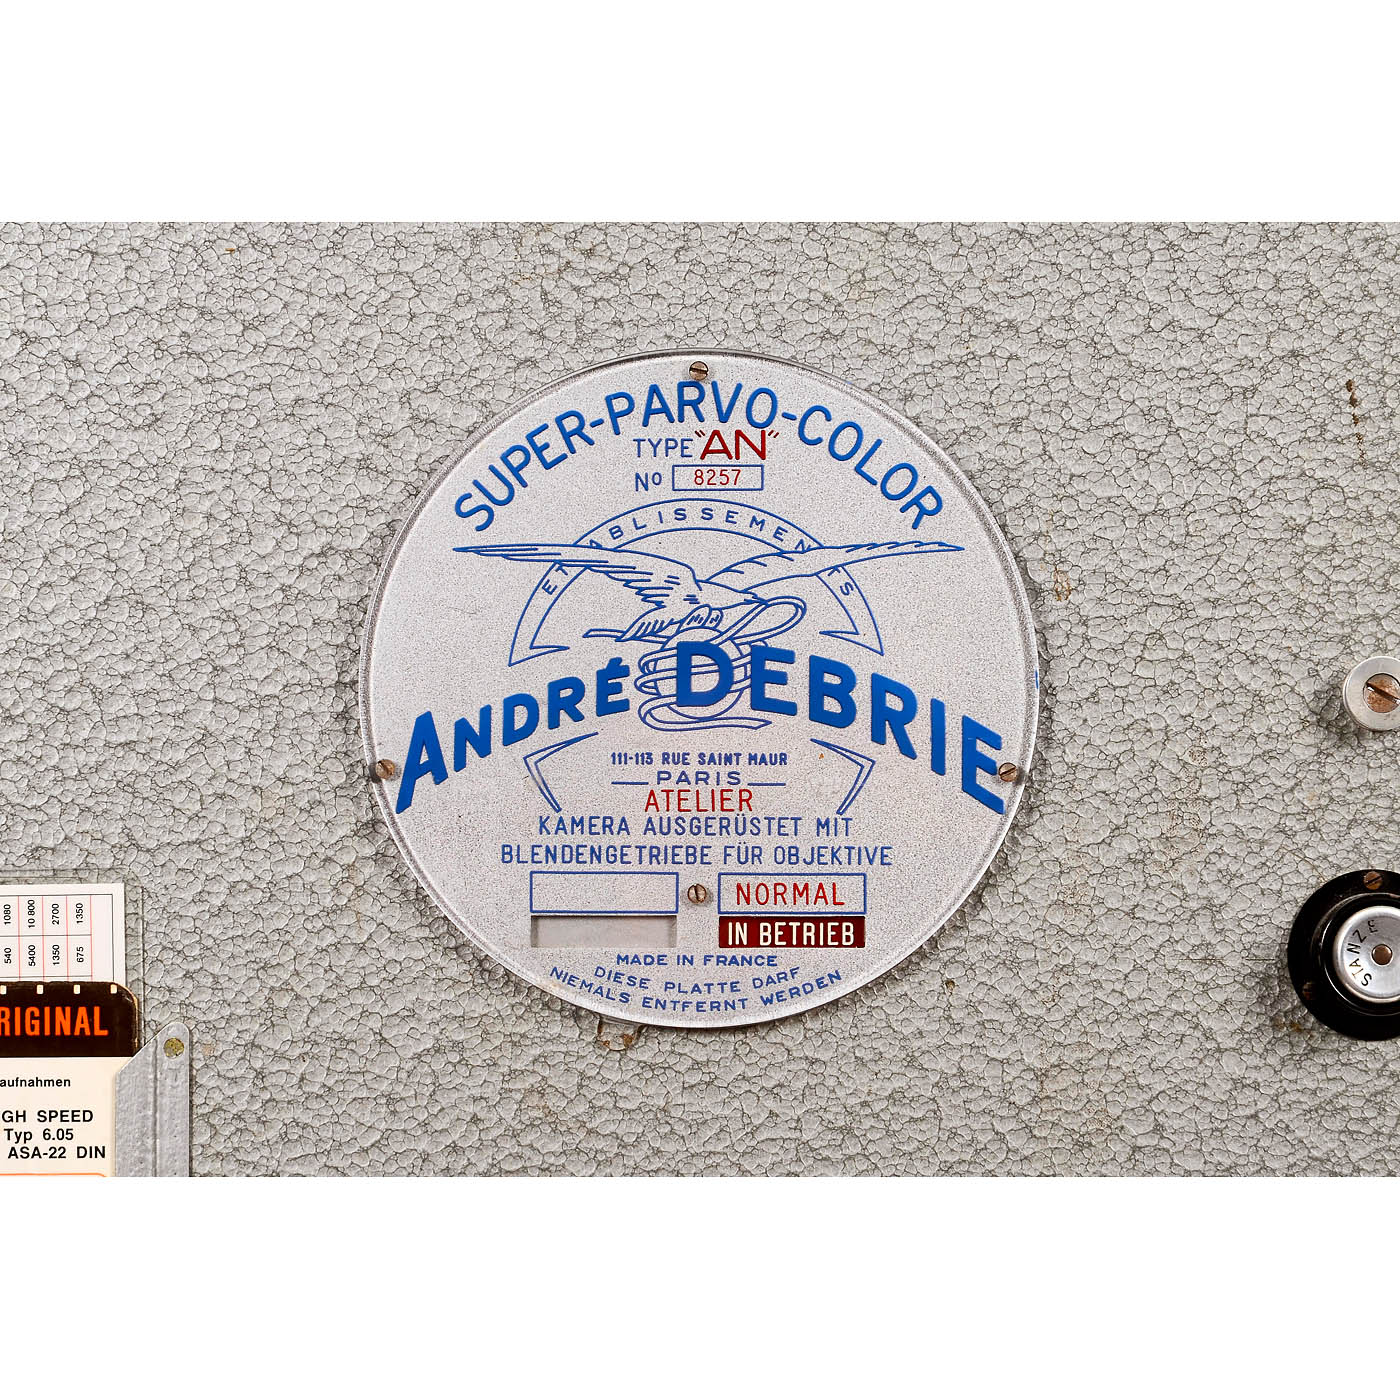 SUPER-PARVO-COLOR
TYPE "AN"
No 8257
ETABLISSEMENTS
ANDRÉ DEBRIE
111-113 RUE SAINT MAUR
PARIS
ATELIER
KAMERA AUSGERÜSTET MIT
BLENDENGETRIEBE FÜR OBJEKTIVE
NORMAL
IN BETRIEB
MADE IN FRANCE
DIESE PLATTE DARF
NIEMALS ENTFERNT WERDEN
1080 10 800 2700 1350
540 5400 1350 675
RIGINAL
aufnahmen
GH SPEED
Typ 6.05
ASA-22 DIN
STANZE